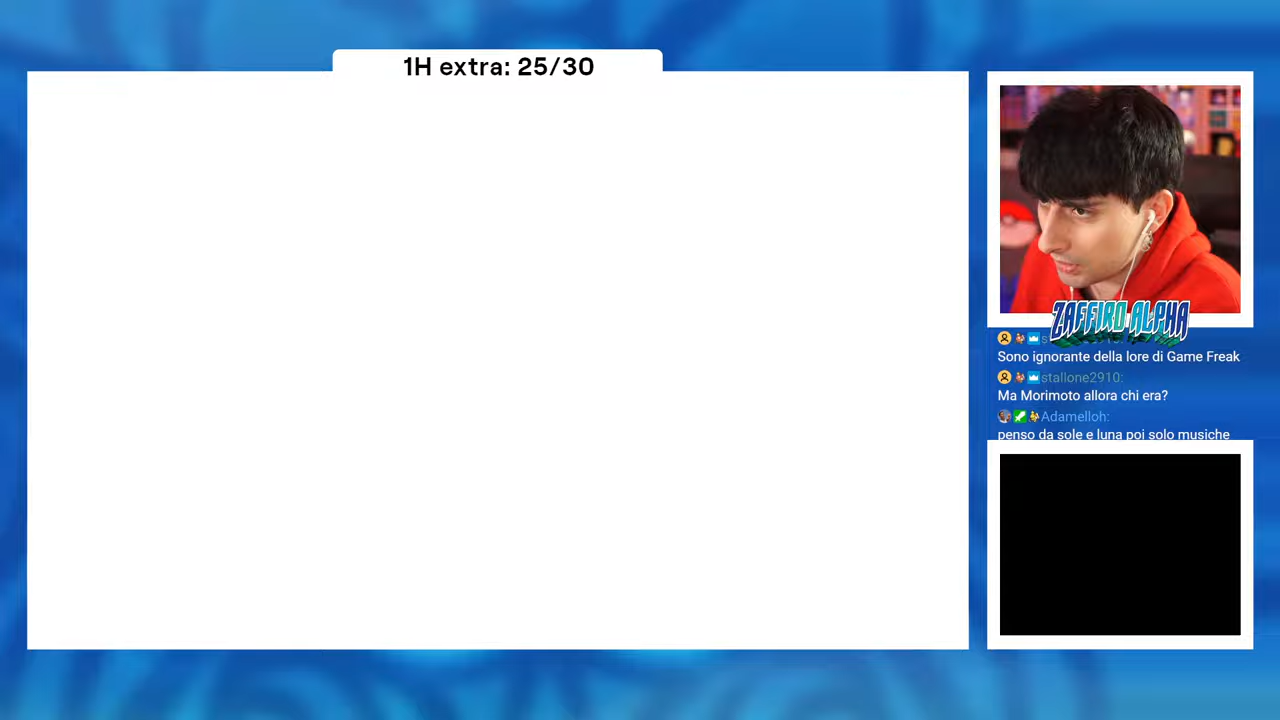 1H extra: 25/30
ZAFFIRO ALPHA
Sono ignorante della lore di Game Freak
stallone2910:
Ma Morimoto allora chi era?
Adamelloh:
penso da sole e luna poi solo musiche